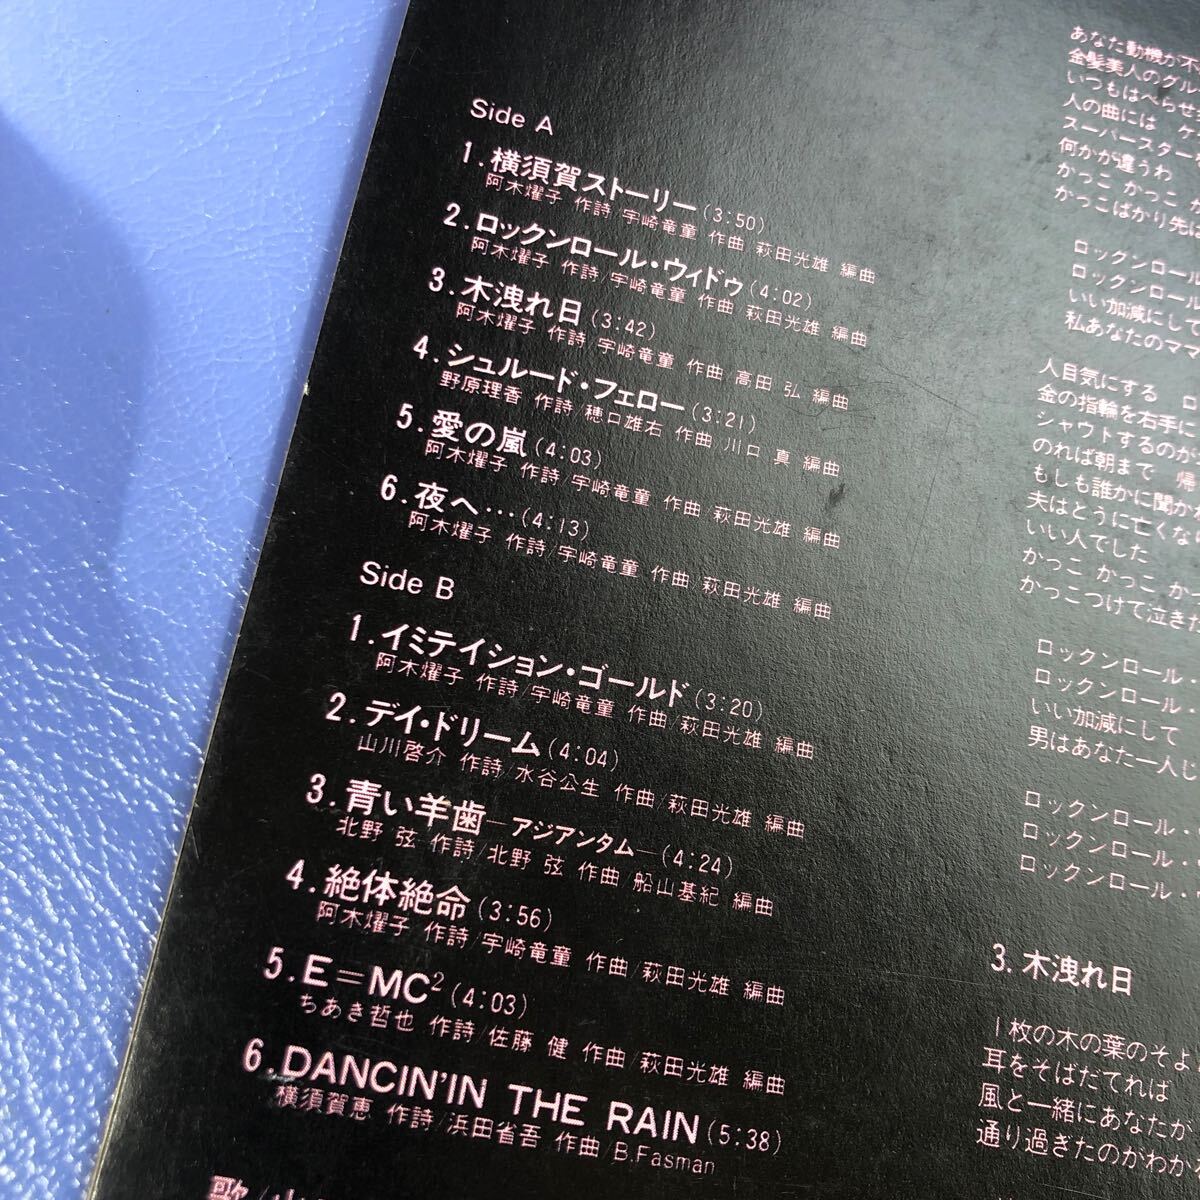 Side A
1.横須賀ストーリー(3:50)
阿木燿子 作詩/宇崎竜童 作曲/萩田光雄 編曲
2.ロックンロール・ウィドゥ(4:02)
阿木燿子 作詩/宇崎竜童 作曲/萩田光雄 編曲
3.木洩れ日(3:42)
阿木燿子 作詩/宇崎竜童 作曲/高田 弘 編曲
4.シュルード・フェロー(3:21)
野原理香 作詩/穂口雄右 作曲/川口 真 編曲
5.愛の嵐(4:03)
阿木燿子 作詩/宇崎竜童 作曲/萩田光雄 編曲
6.夜へ…(4:13)
阿木燿子 作詩/宇崎竜童 作曲/萩田光雄 編曲
Side B
1.イミテイション・ゴールド(3:20)
阿木燿子 作詩/宇崎竜童 作曲/萩田光雄 編曲
2.デイ・ドリーム(4:04)
山川啓介 作詩/水谷公生 作曲/萩田光雄 編曲
3.青い羊歯—アジアンタム—(4:24)
北野 弦 作詩/北野 弦 作曲/船山基紀 編曲
4.絶体絶命(3:56)
阿木燿子 作詩/宇崎竜童 作曲/萩田光雄 編曲
5.E=MC²(4:03)
ちあき哲也 作詩/佐藤 健 作曲/萩田光雄 編曲
6.DANCIN'IN THE RAIN(5:38)
横須賀恵 作詩/浜田省吾 作曲/B.Fasman
歌/山
あなた動機が不
金髪美人のグル
いつもはべらせ
人の曲には ケ
スーパースター
何かが違うわ
かっこ かっこ か
かっこばかり先は
ロックンロール
ロックンロール
いい加減にして
私あなたのママ
人目気にする ロ
金の指輪を右手に
シャウトするのが
のれば朝まで 帰
もしも誰かに聞か
夫はとうに亡くな
いい人でした
かっこ かっこ かっ
かっこつけて泣きた
ロックンロール・
ロックンロール・
いい加減にして
男はあなた一人じ
ロックンロール・
ロックンロール・
ロックンロール・
3. 木洩れ日
1枚の木の葉のそよ
耳をそばだてれば
風と一緒にあなたが
通り過ぎたのがわか